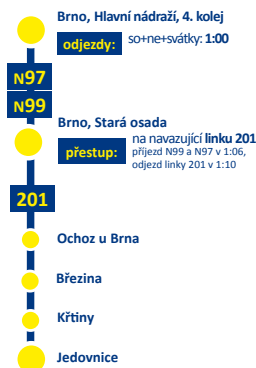 Brno, Hlavní nádraží, 4. kolej
odjezdy: so+ne+svátky: 1:00
N97
N99
Brno, Stará osada
přestup: na navazující linku 201
příjezd N99 a N97 v 1:06,
odjezd linky 201 v 1:10
201
Ochoz u Brna
Březina
Křtiny
Jedovnice